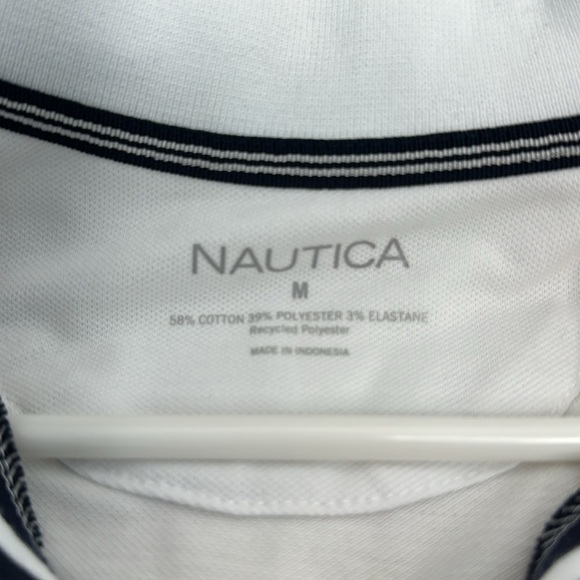 NAUTICA
M
58% COTTON 39% POLYESTER 3% ELASTANE
Recycled Polyester
MADE IN INDONESIA